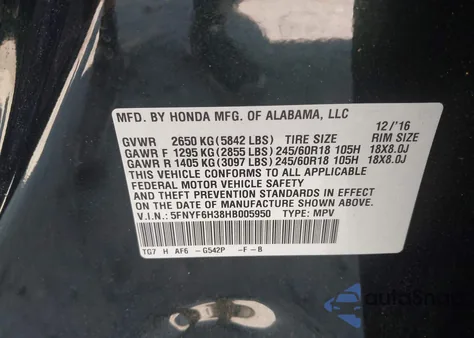 MFD. BY HONDA MFG. OF ALABAMA, LLC 12/'16
GVWR 2650 KG (5842 LBS) TIRE SIZE RIM SIZE
GAWR F 1295 KG (2855 LBS) 245/60R18 105H 18X8.0J
GAWR R 1405 KG (3097 LBS) 245/60R18 105H 18X8.0J
THIS VEHICLE CONFORMS TO ALL APPLICABLE
FEDERAL MOTOR VEHICLE SAFETY, BUMPER,
AND THEFT PREVENTION STANDARDS IN EFFECT
ON THE DATE OF MANUFACTURE SHOWN ABOVE.
V.I.N.: 5FNYF6H38HB005950 TYPE: MPV
TG7 H AF6 -G542P -F-B
autoSnap